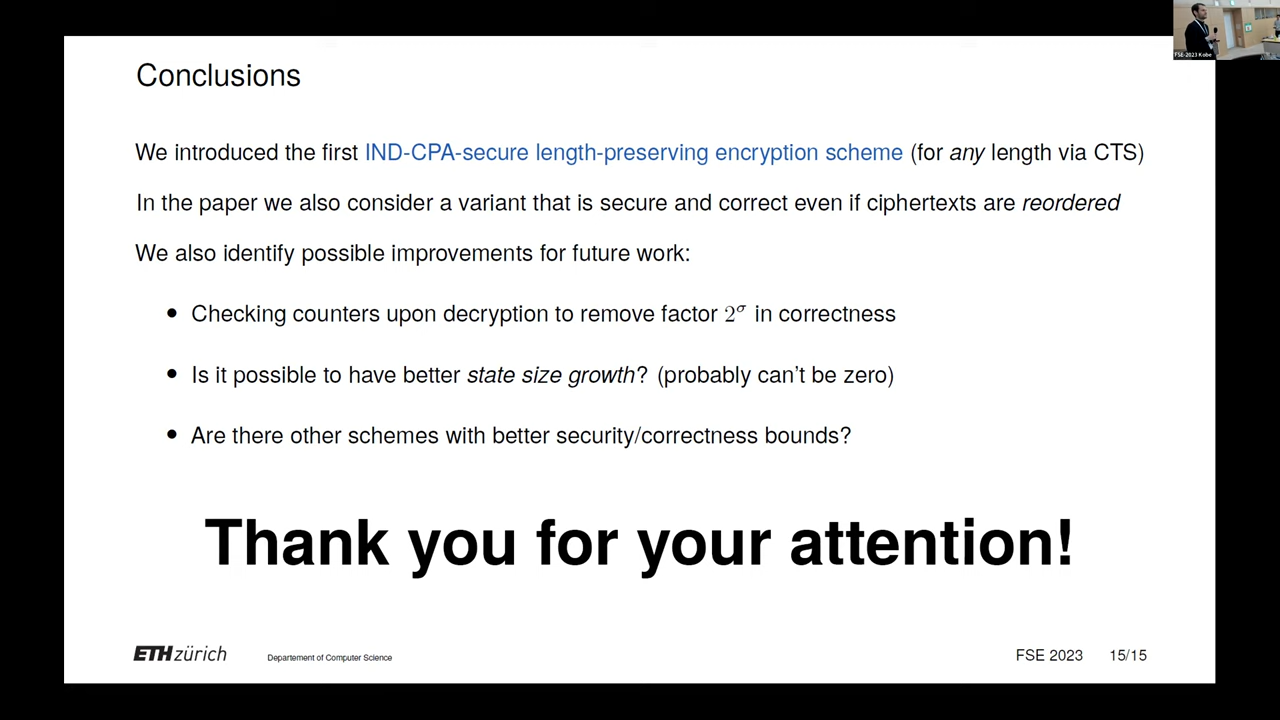 FSE-2023 Kobe
Conclusions
We introduced the first IND-CPA-secure length-preserving encryption scheme (for any length via CTS)
In the paper we also consider a variant that is secure and correct even if ciphertexts are reordered
We also identify possible improvements for future work:
• Checking counters upon decryption to remove factor 2^σ in correctness
• Is it possible to have better state size growth? (probably can't be zero)
• Are there other schemes with better security/correctness bounds?
Thank you for your attention!
ETH zürich Departement of Computer Science FSE 2023 15/15